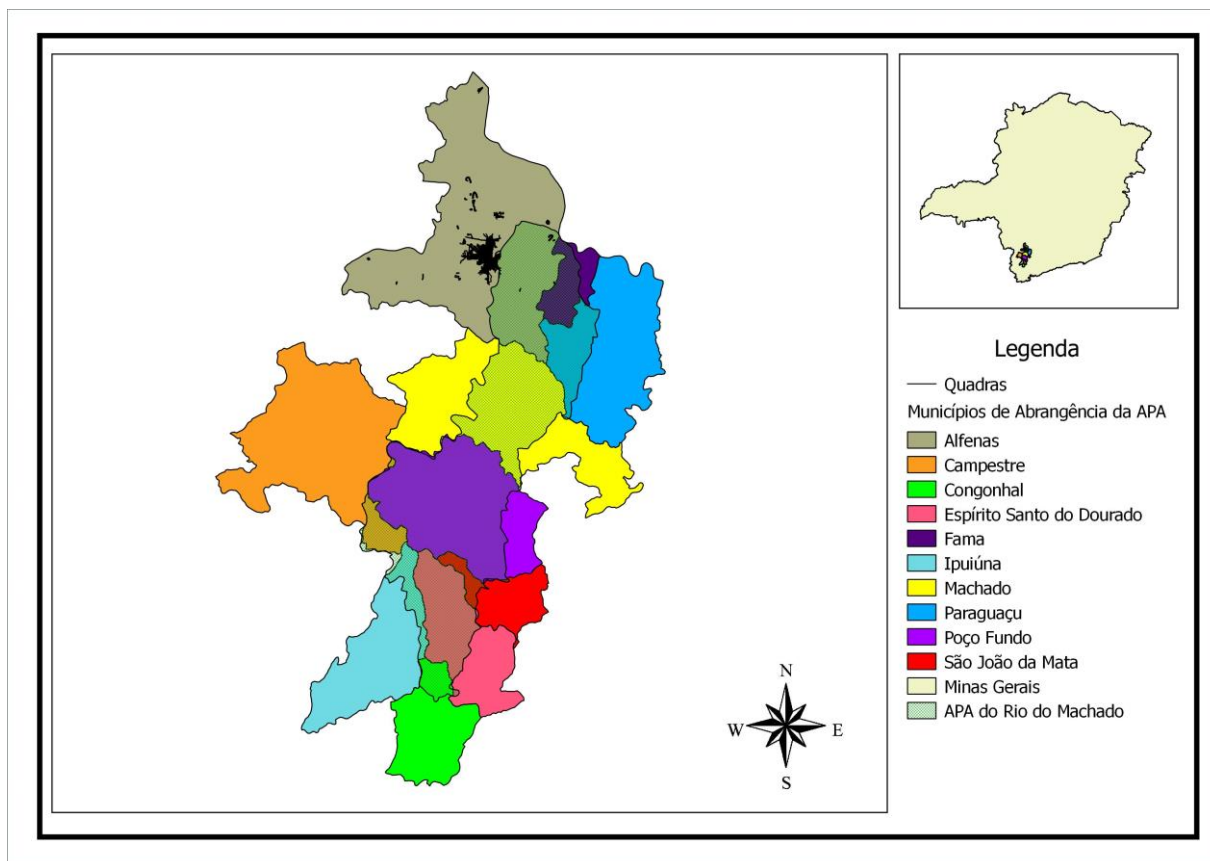 Legenda
Quadras
Municípios de Abrangência da APA
Alfenas
Campestre
Congonhal
Espírito Santo do Dourado
Fama
Ipuiúna
Machado
Paraguaçu
Poço Fundo
São João da Mata
Minas Gerais
APA do Rio do Machado
N
W E
S